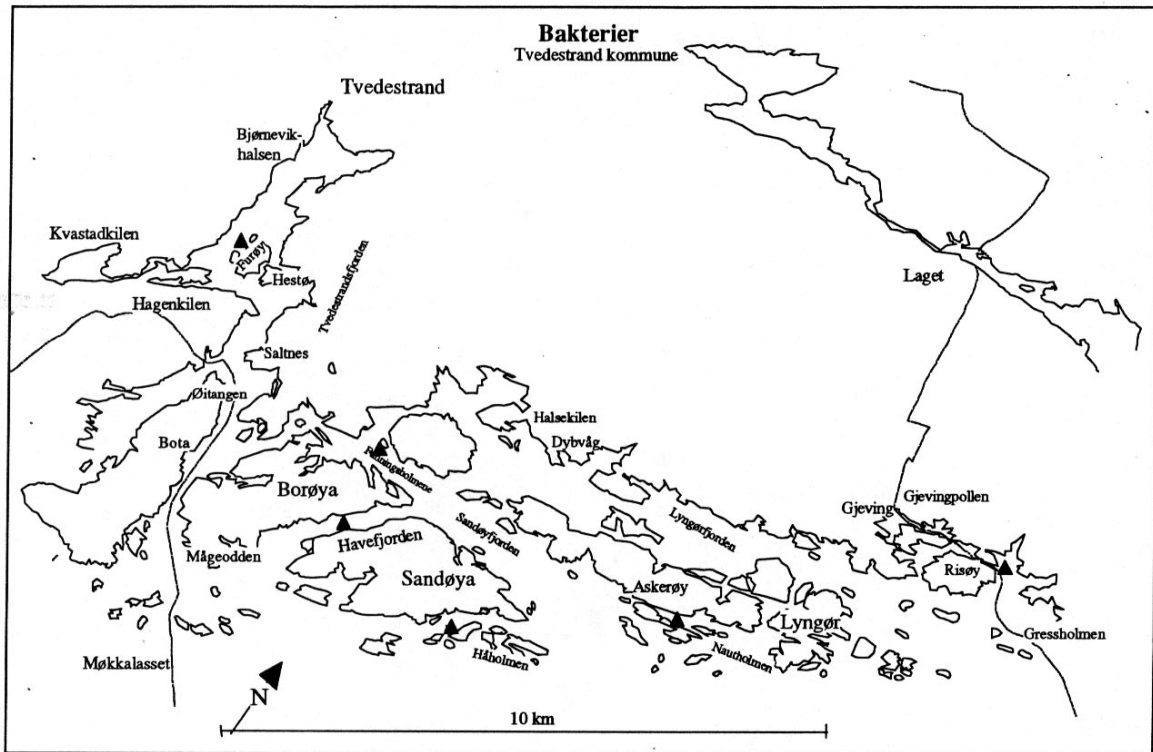 Bakterier
Tvedestrand kommune
Tvedestrand
Bjørnevik-
halsen
Kvastadkilen
Furøy
Hestø
Tvedestrandsfjorden
Laget
Hagenkilen
Saltnes
Øitangen
Halsekilen
Bota
Dybvåg
Furuningsholmene
Borøya
Gjevingpollen
Gjeving
Lyngørfjorden
Sandøyfjorden
Havefjorden
Mågeodden
Sandøya
Askerøy
Risøy
Lyngør
Gressholmen
Håholmen
Nautholmen
Møkkalasset
N
10 km